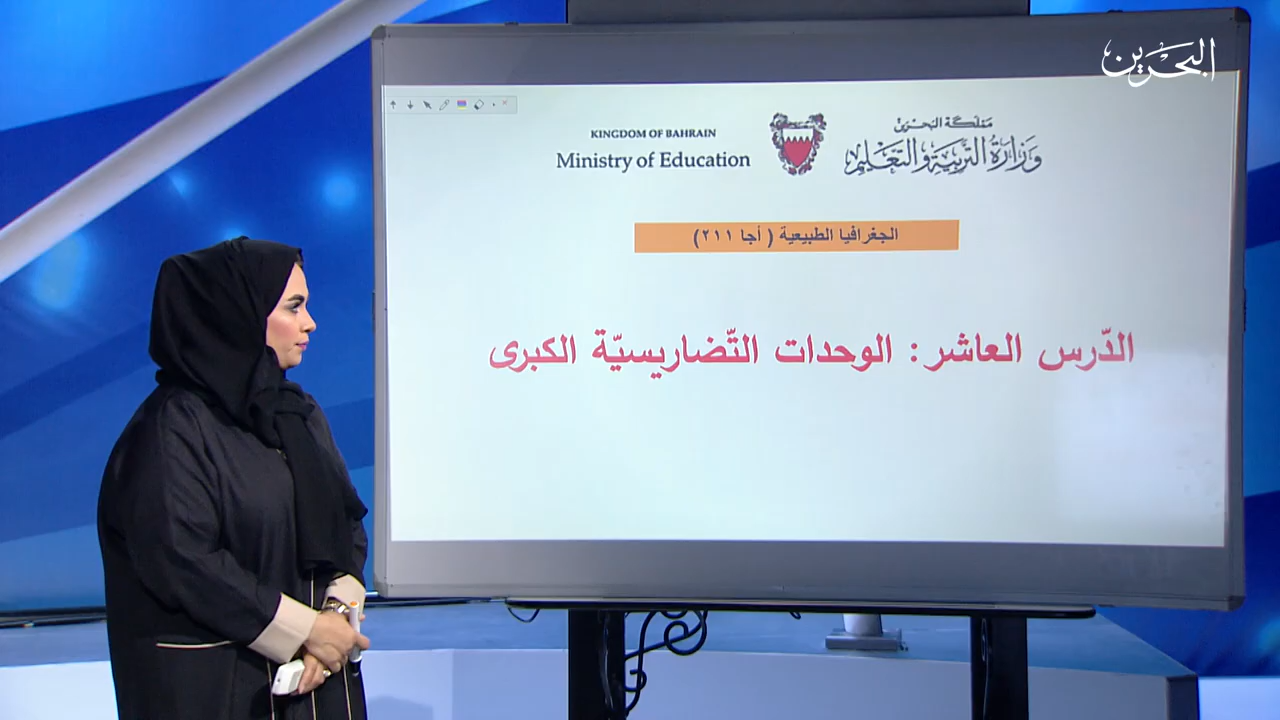 البحرين
KINGDOM OF BAHRAIN
Ministry of Education
مملكة البحرين
وزارة التربية والتعليم
الجغرافيا الطبيعية ( أجا ٢١١)
الدّرس العاشر : الوحدات التّضاريسيّة الكبرى